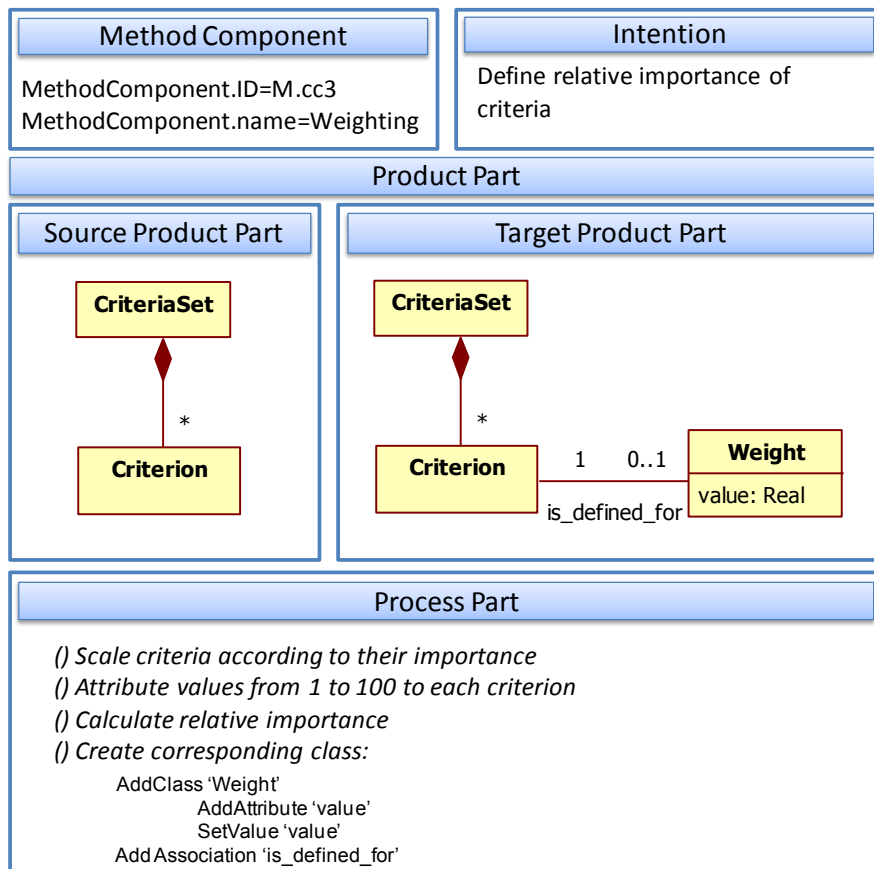 Method Component
MethodComponent.ID=M.cc3
MethodComponent.name=Weighting
Intention
Define relative importance of
criteria
Product Part
Source Product Part
CriteriaSet
*
Criterion
Target Product Part
CriteriaSet
*
Criterion
1
0..1
is_defined_for
Weight
value: Real
Process Part
() Scale criteria according to their importance
() Attribute values from 1 to 100 to each criterion
() Calculate relative importance
() Create corresponding class:
AddClass ‘Weight’
AddAttribute ‘value’
SetValue ‘value’
Add Association ‘is_defined_for’